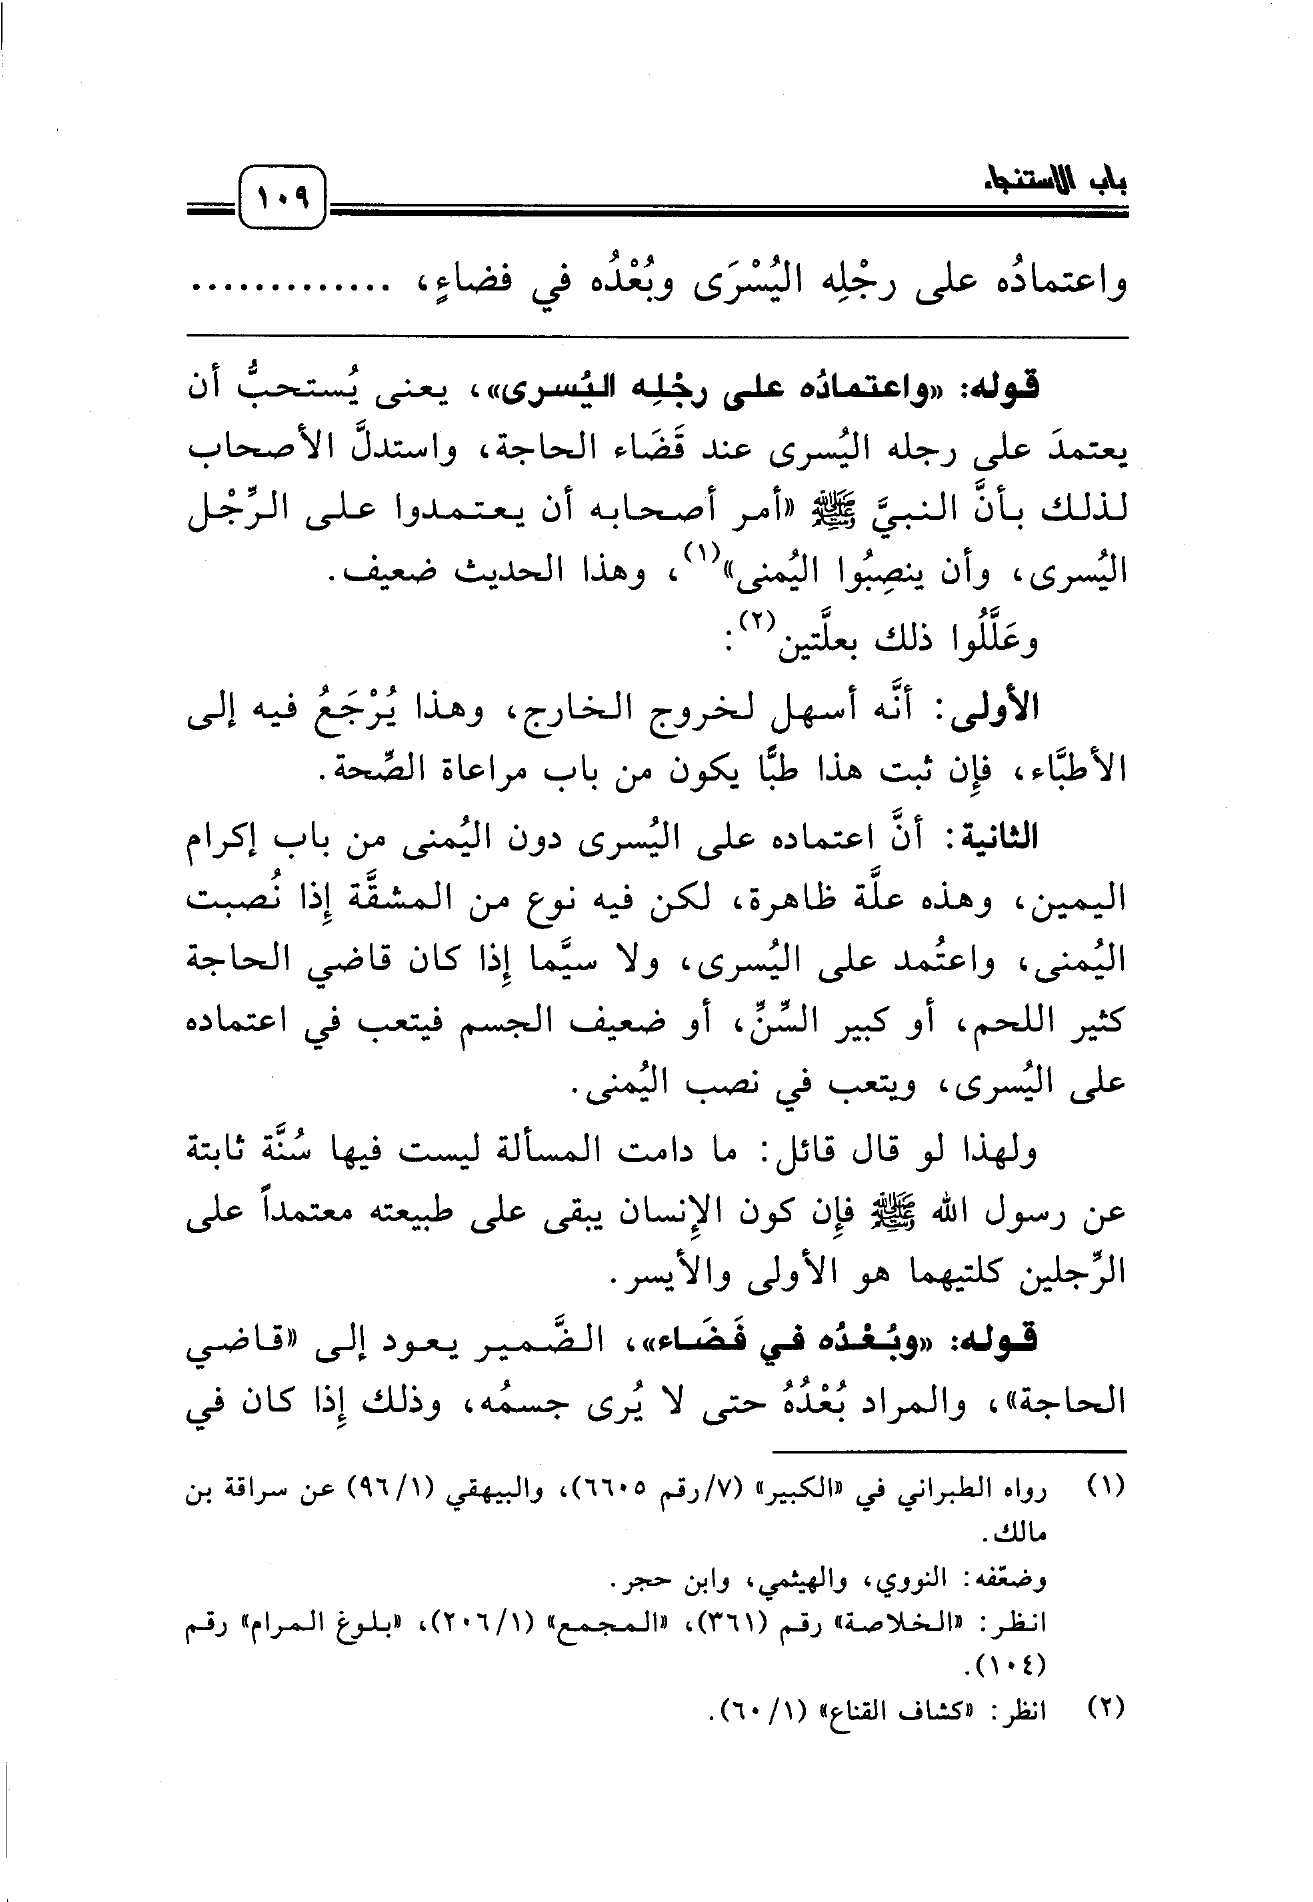 باب الاستنجاء
١٠٩
واعتمادُه على رجْلِه اليُسْرَى وبُعْدُه في فضاءٍ، .............
قوله: «واعتمادُه على رجْلِه اليُسرى»، يعني يُستحبُّ أن
يعتمدَ على رجله اليُسرى عند قَضَاء الحاجة، واستدلَّ الأصحاب
لذلك بأنَّ النبيَّ ﷺ «أمر أصحابه أن يعتمدوا على الرِّجْل
اليُسرى، وأن ينصِبُوا اليُمنى»(١)، وهذا الحديث ضعيف.
وعَلَّلُوا ذلك بعلَّتين(٢):
الأولى: أنَّه أسهل لخروج الخارج، وهذا يُرْجَعُ فيه إلى
الأطبَّاء، فإِن ثبت هذا طبًّا يكون من باب مراعاة الصِّحة.
الثانية: أنَّ اعتماده على اليُسرى دون اليُمنى من باب إكرام
اليمين، وهذه علَّة ظاهرة، لكن فيه نوع من المشقَّة إِذا نُصبت
اليُمنى، واعتُمد على اليُسرى، ولا سيَّما إِذا كان قاضي الحاجة
كثير اللحم، أو كبير السِّنِّ، أو ضعيف الجسم فيتعب في اعتماده
على اليُسرى، ويتعب في نصب اليُمنى.
ولهذا لو قال قائل: ما دامت المسألة ليست فيها سُنَّة ثابتة
عن رسول الله ﷺ فإِن كون الإِنسان يبقى على طبيعته معتمداً على
الرِّجلين كلتيهما هو الأولى والأيسر.
قوله: «وبُعْدُه في فَضَاء»، الضَّمير يعود إلى «قاضي
الحاجة»، والمراد بُعْدُهُ حتى لا يُرى جسمُه، وذلك إِذا كان في
(١) رواه الطبراني في «الكبير» (٧/رقم ٦٦٠٥)، والبيهقي (٩٦/١) عن سراقة بن
مالك.
وضعّفه: النووي، والهيثمي، وابن حجر.
انظر: «الخلاصة» رقم (٣٦١)، «المجمع» (٢٠٦/١)، «بلوغ المرام» رقم
(١٠٤).
(٢) انظر: «كشاف القناع» (٦٠/١).